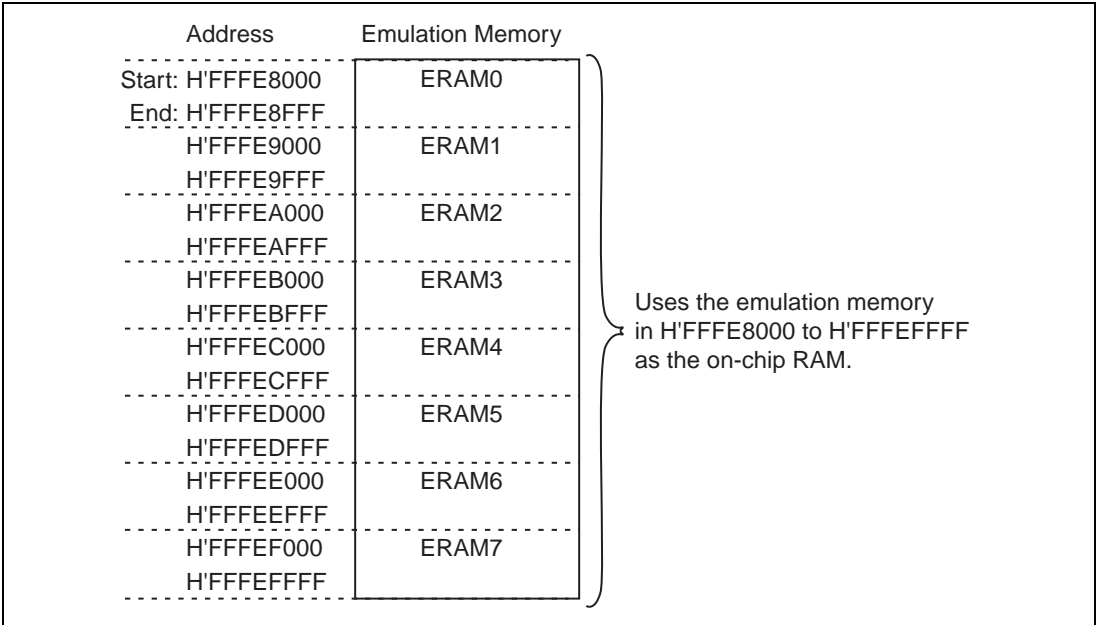 Address Emulation Memory
Start: H'FFFE8000 ERAM0
End: H'FFFE8FFF
H'FFFE9000 ERAM1
H'FFFE9FFF
H'FFFEA000 ERAM2
H'FFFEAFFF
H'FFFEB000 ERAM3
H'FFFEBFFF
H'FFFEC000 ERAM4
H'FFFECFFF
H'FFFED000 ERAM5
H'FFFEDFFF
H'FFFEE000 ERAM6
H'FFFEEFFF
H'FFFEF000 ERAM7
H'FFFEFFFF
Uses the emulation memory
in H'FFFE8000 to H'FFFEFFFF
as the on-chip RAM.